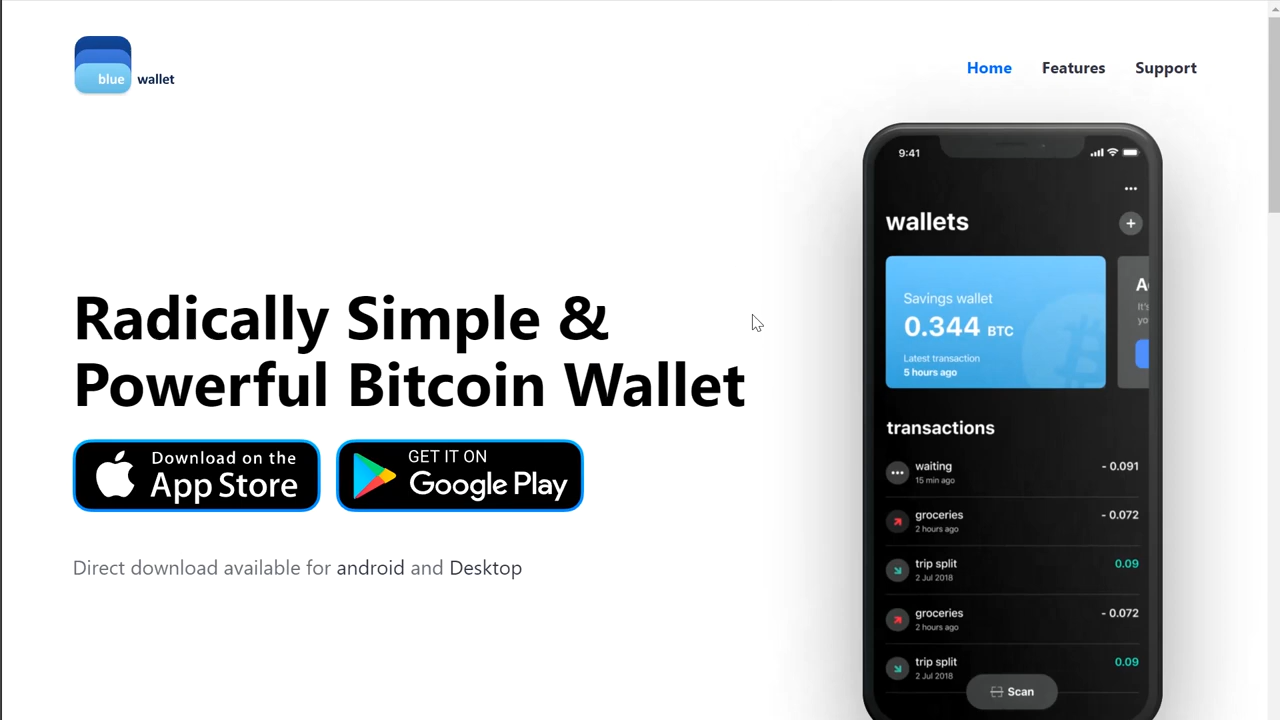 blue wallet
Home Features Support
9:41
wallets
Savings wallet
0.344 BTC
Latest transaction
5 hours ago
A
It's
yo
Radically Simple &
Powerful Bitcoin Wallet
Download on the
App Store
GET IT ON
Google Play
Direct download available for android and Desktop
transactions
waiting - 0.091
15 min ago
groceries - 0.072
2 hours ago
trip split 0.09
2 Jul 2018
groceries - 0.072
2 hours ago
trip split 0.09
2 Jul 2018
Scan